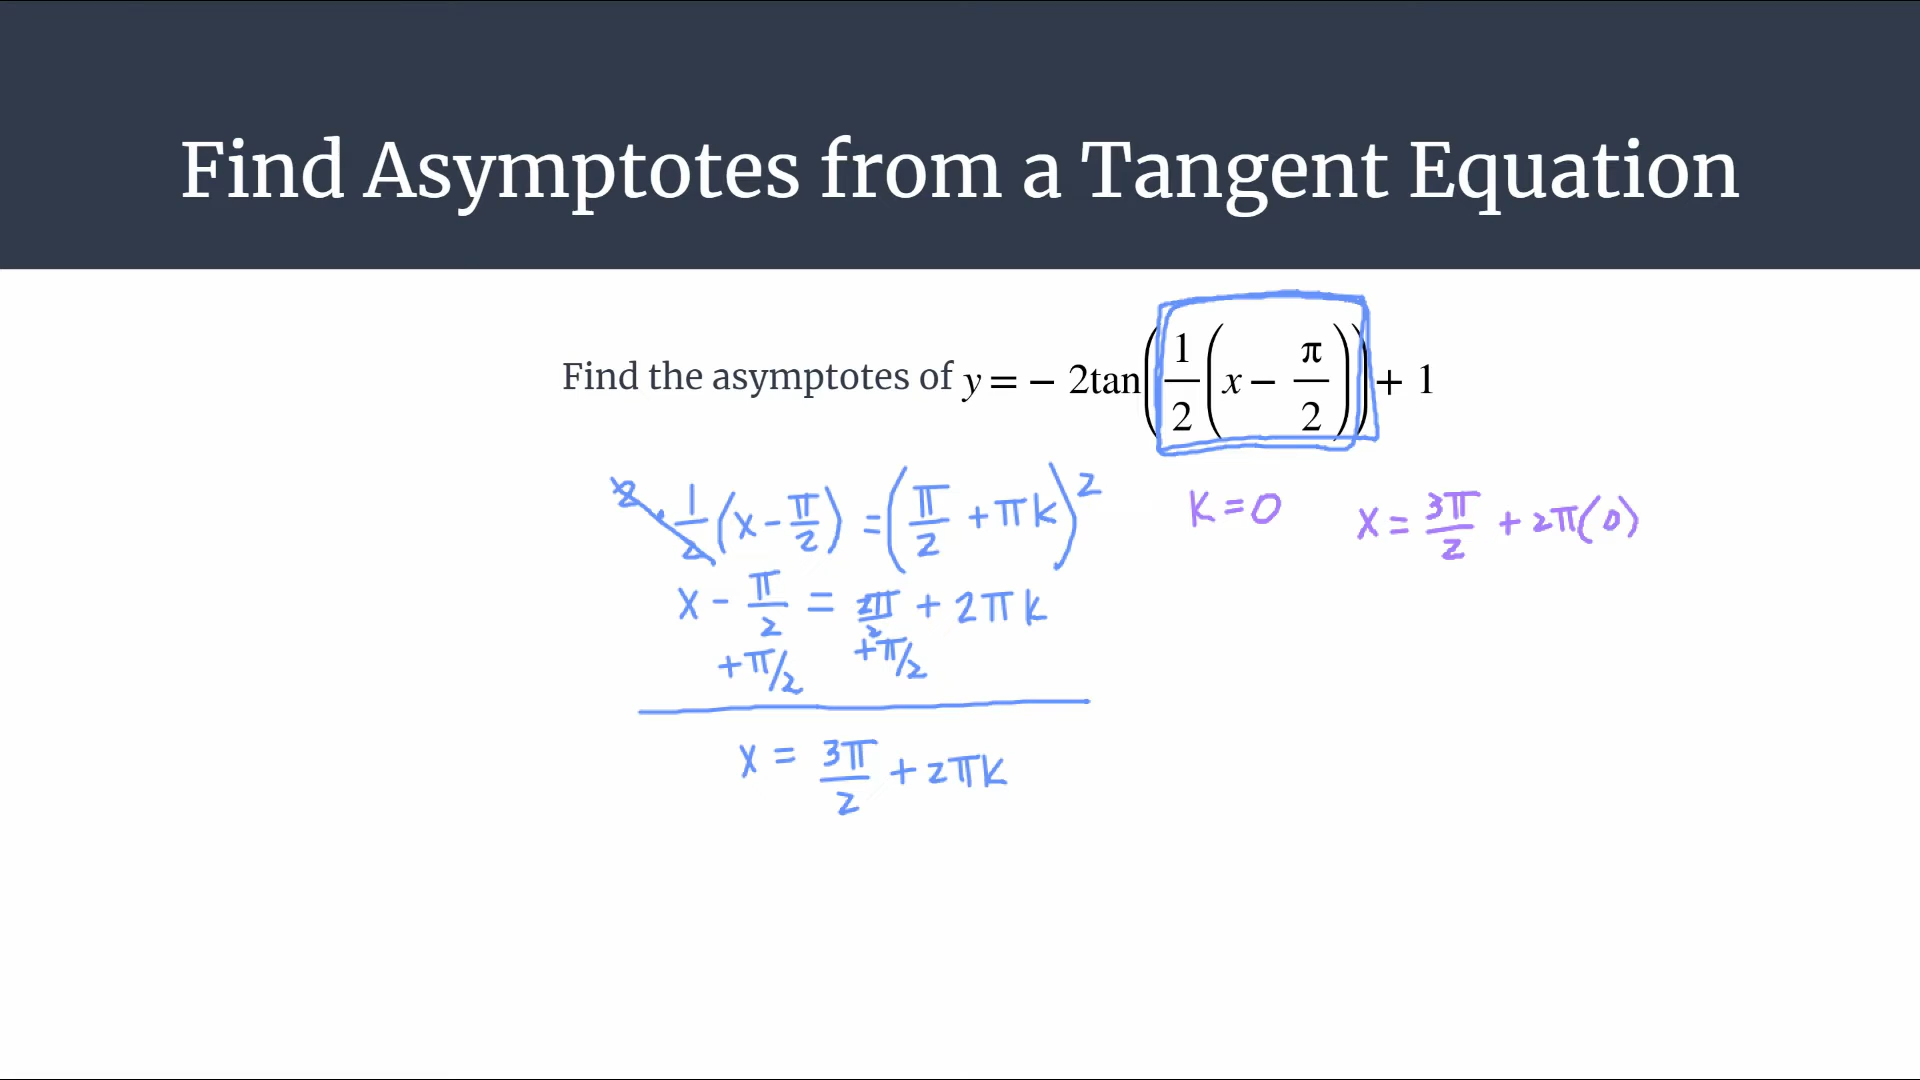 Find Asymptotes from a Tangent Equation
Find the asymptotes of y = − 2tan(1/2(x − π/2)) + 1
2 · 1/2 (x - π/2) = (π/2 + πk)2
k = 0
x = 3π/2 + 2π(0)
x - π/2 = 2π/2 + 2πk
+π/2 +π/2
x = 3π/2 + 2πk